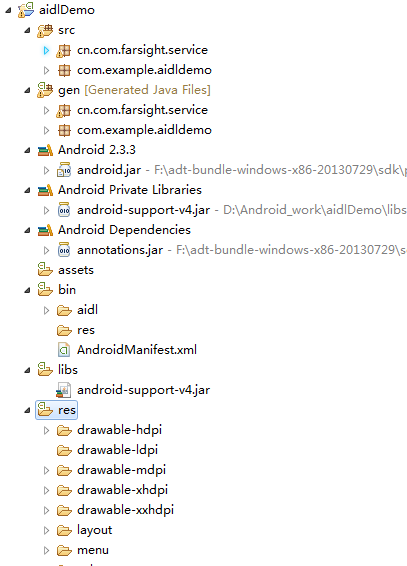 aidlDemo
src
cn.com.farsight.service
com.example.aidldemo
gen [Generated Java Files]
cn.com.farsight.service
com.example.aidldemo
Android 2.3.3
android.jar - F:\adt-bundle-windows-x86-20130729\sdk\p
Android Private Libraries
android-support-v4.jar - D:\Android_work\aidlDemo\libs
Android Dependencies
annotations.jar - F:\adt-bundle-windows-x86-20130729\s
assets
bin
aidl
res
AndroidManifest.xml
libs
android-support-v4.jar
res
drawable-hdpi
drawable-ldpi
drawable-mdpi
drawable-xhdpi
drawable-xxhdpi
layout
menu